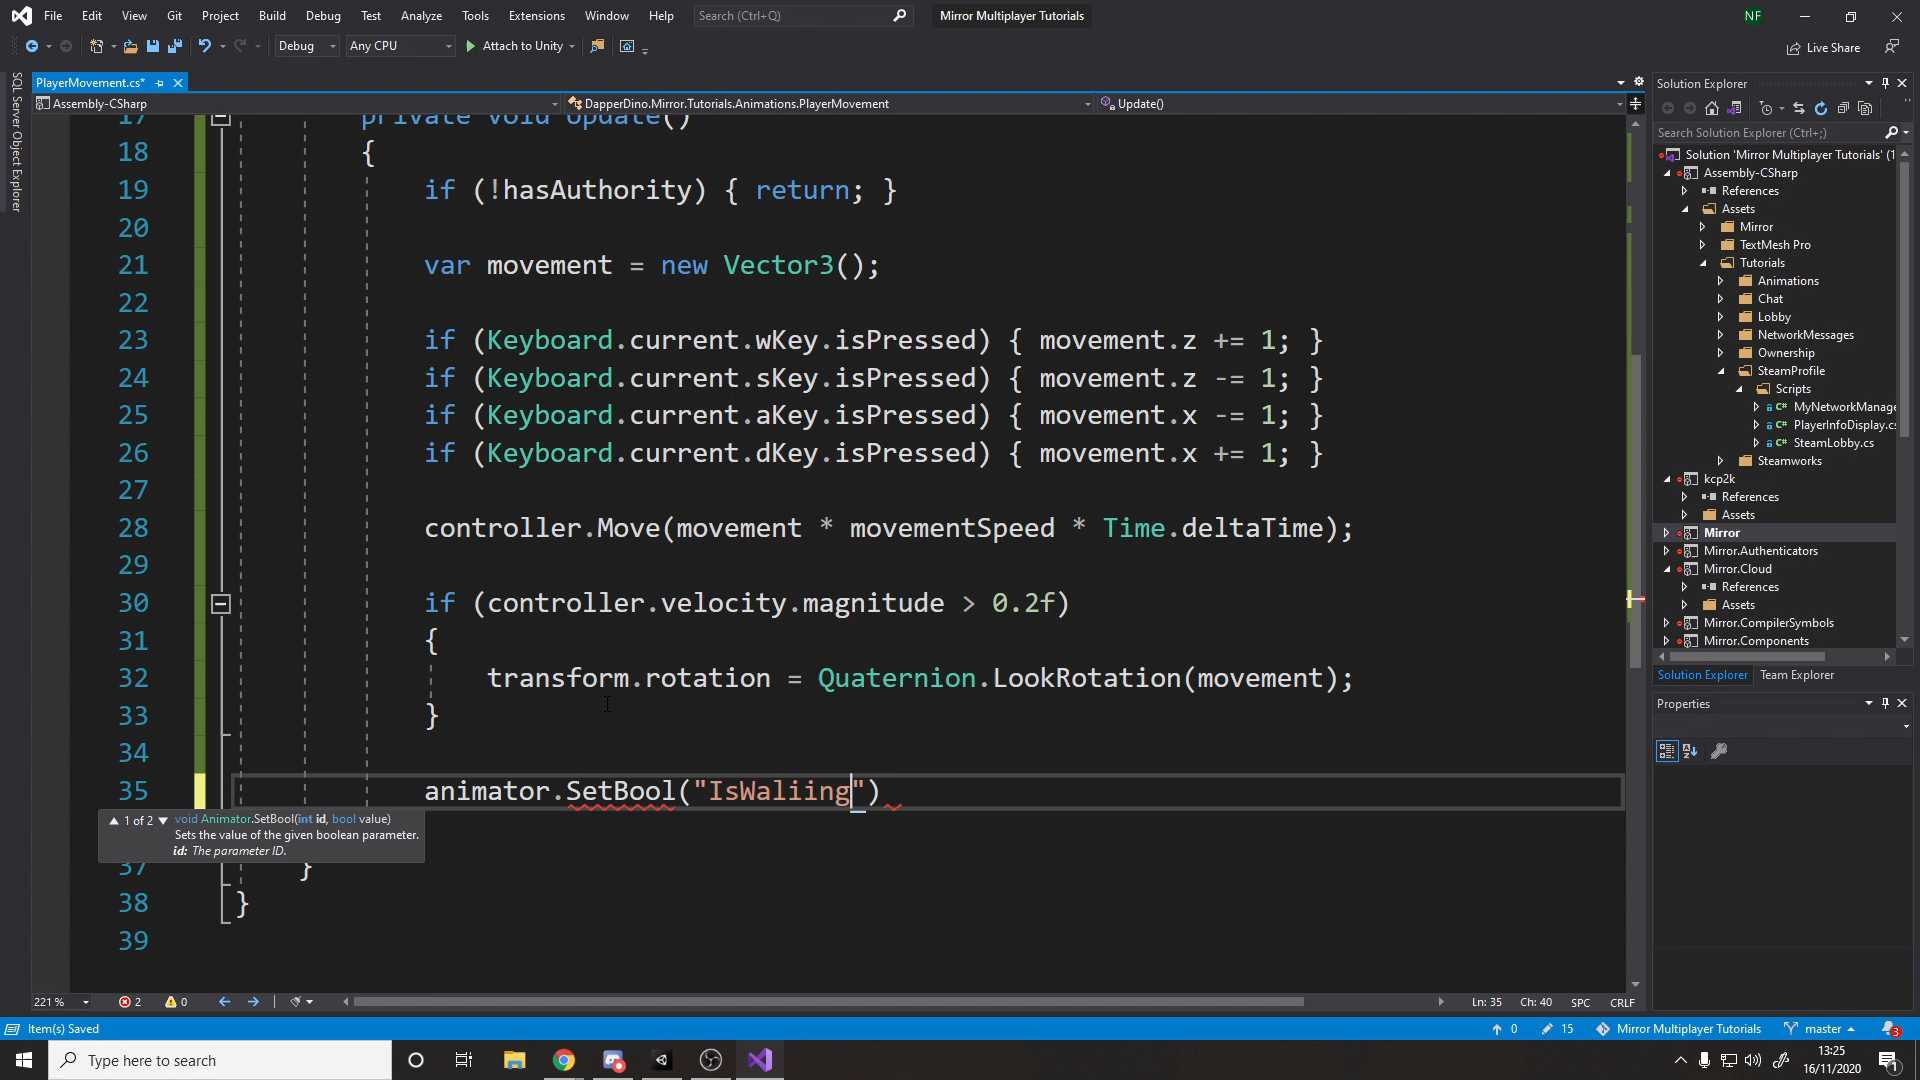 File Edit View Git Project Build Debug Test Analyze Tools Extensions Window Help Search (Ctrl+Q) Mirror Multiplayer Tutorials NF
Debug Any CPU Attach to Unity Live Share
SQL Server Object Explorer
PlayerMovement.cs*
Assembly-CSharp DapperDino.Mirror.Tutorials.Animations.PlayerMovement Update()
17 private void Update()
18 {
19 if (!hasAuthority) { return; }
20
21 var movement = new Vector3();
22
23 if (Keyboard.current.wKey.isPressed) { movement.z += 1; }
24 if (Keyboard.current.sKey.isPressed) { movement.z -= 1; }
25 if (Keyboard.current.aKey.isPressed) { movement.x -= 1; }
26 if (Keyboard.current.dKey.isPressed) { movement.x += 1; }
27
28 controller.Move(movement * movementSpeed * Time.deltaTime);
29
30 if (controller.velocity.magnitude > 0.2f)
31 {
32 transform.rotation = Quaternion.LookRotation(movement);
33 }
34
35 animator.SetBool("IsWaliing")
1 of 2 void Animator.SetBool(int id, bool value)
Sets the value of the given boolean parameter.
id: The parameter ID.
37 }
38 }
39
221 % 2 0 Ln: 35 Ch: 40 SPC CRLF
Solution Explorer
Search Solution Explorer (Ctrl+;)
Solution 'Mirror Multiplayer Tutorials' (1
Assembly-CSharp
References
Assets
Mirror
TextMesh Pro
Tutorials
Animations
Chat
Lobby
NetworkMessages
Ownership
SteamProfile
Scripts
C# MyNetworkManage
C# PlayerInfoDisplay.cs
C# SteamLobby.cs
Steamworks
kcp2k
References
Assets
Mirror
Mirror.Authenticators
Mirror.Cloud
References
Assets
Mirror.CompilerSymbols
Mirror.Components
Solution Explorer Team Explorer
Properties
Item(s) Saved 0 15 Mirror Multiplayer Tutorials master 3
Type here to search 13:25
16/11/2020 1